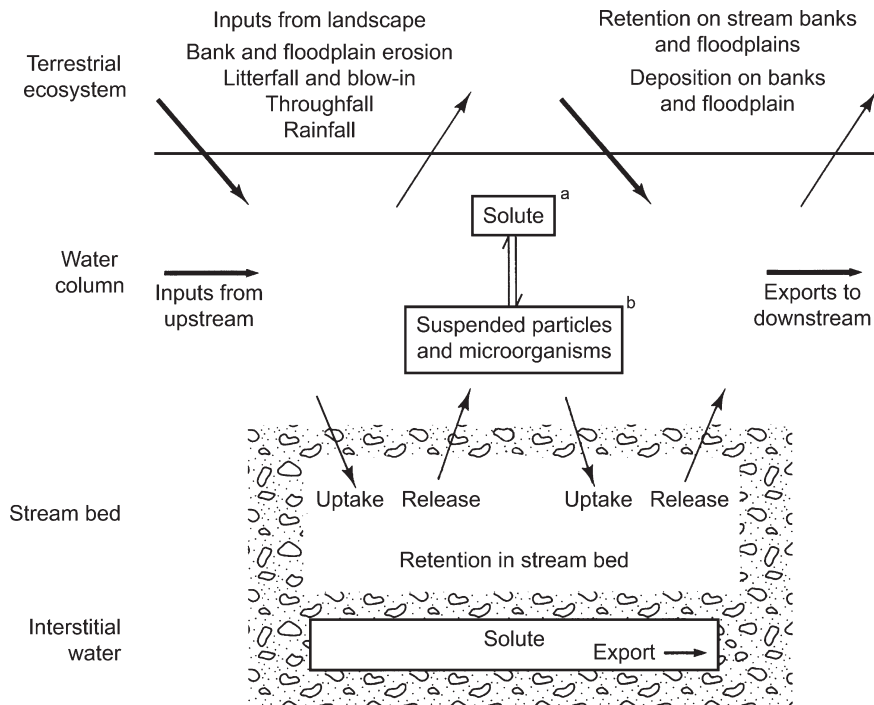 Inputs from landscape
Bank and floodplain erosion
Litterfall and blow-in
Throughfall
Rainfall
Retention on stream banks
and floodplains
Deposition on banks
and floodplain
Terrestrial
ecosystem
Solute
a
Water
column
Inputs from
upstream
b
Suspended particles
and microorganisms
Exports to
downstream
Stream bed
Uptake
Release
Uptake
Release
Retention in stream bed
Interstitial
water
Solute
Export